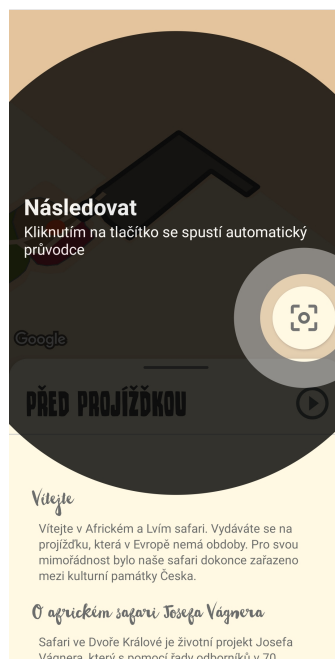 Následovat
Kliknutím na tlačítko se spustí automatický
průvodce
Google
PŘED PROJÍŽĎKOU
Vítejte
Vítejte v Africkém a Lvím safari. Vydáváte se na
projížďku, která v Evropě nemá obdoby. Pro svou
mimořádnost bylo naše safari dokonce zařazeno
mezi kulturní památky Česka.
O africkém safari Josefa Vágnera
Safari ve Dvoře Králové je životní projekt Josefa
Vágnera, který s pomocí řady odborníků v 70.